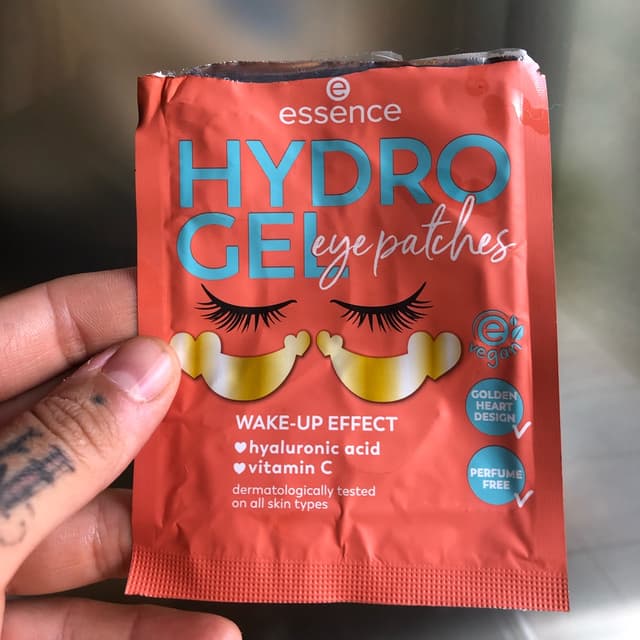 e
essence
HYDRO
GEL eye patches
e
vegan
GOLDEN
HEART
DESIGN
WAKE-UP EFFECT
hyaluronic acid
vitamin C
PERFUME
FREE
dermatologically tested
on all skin types